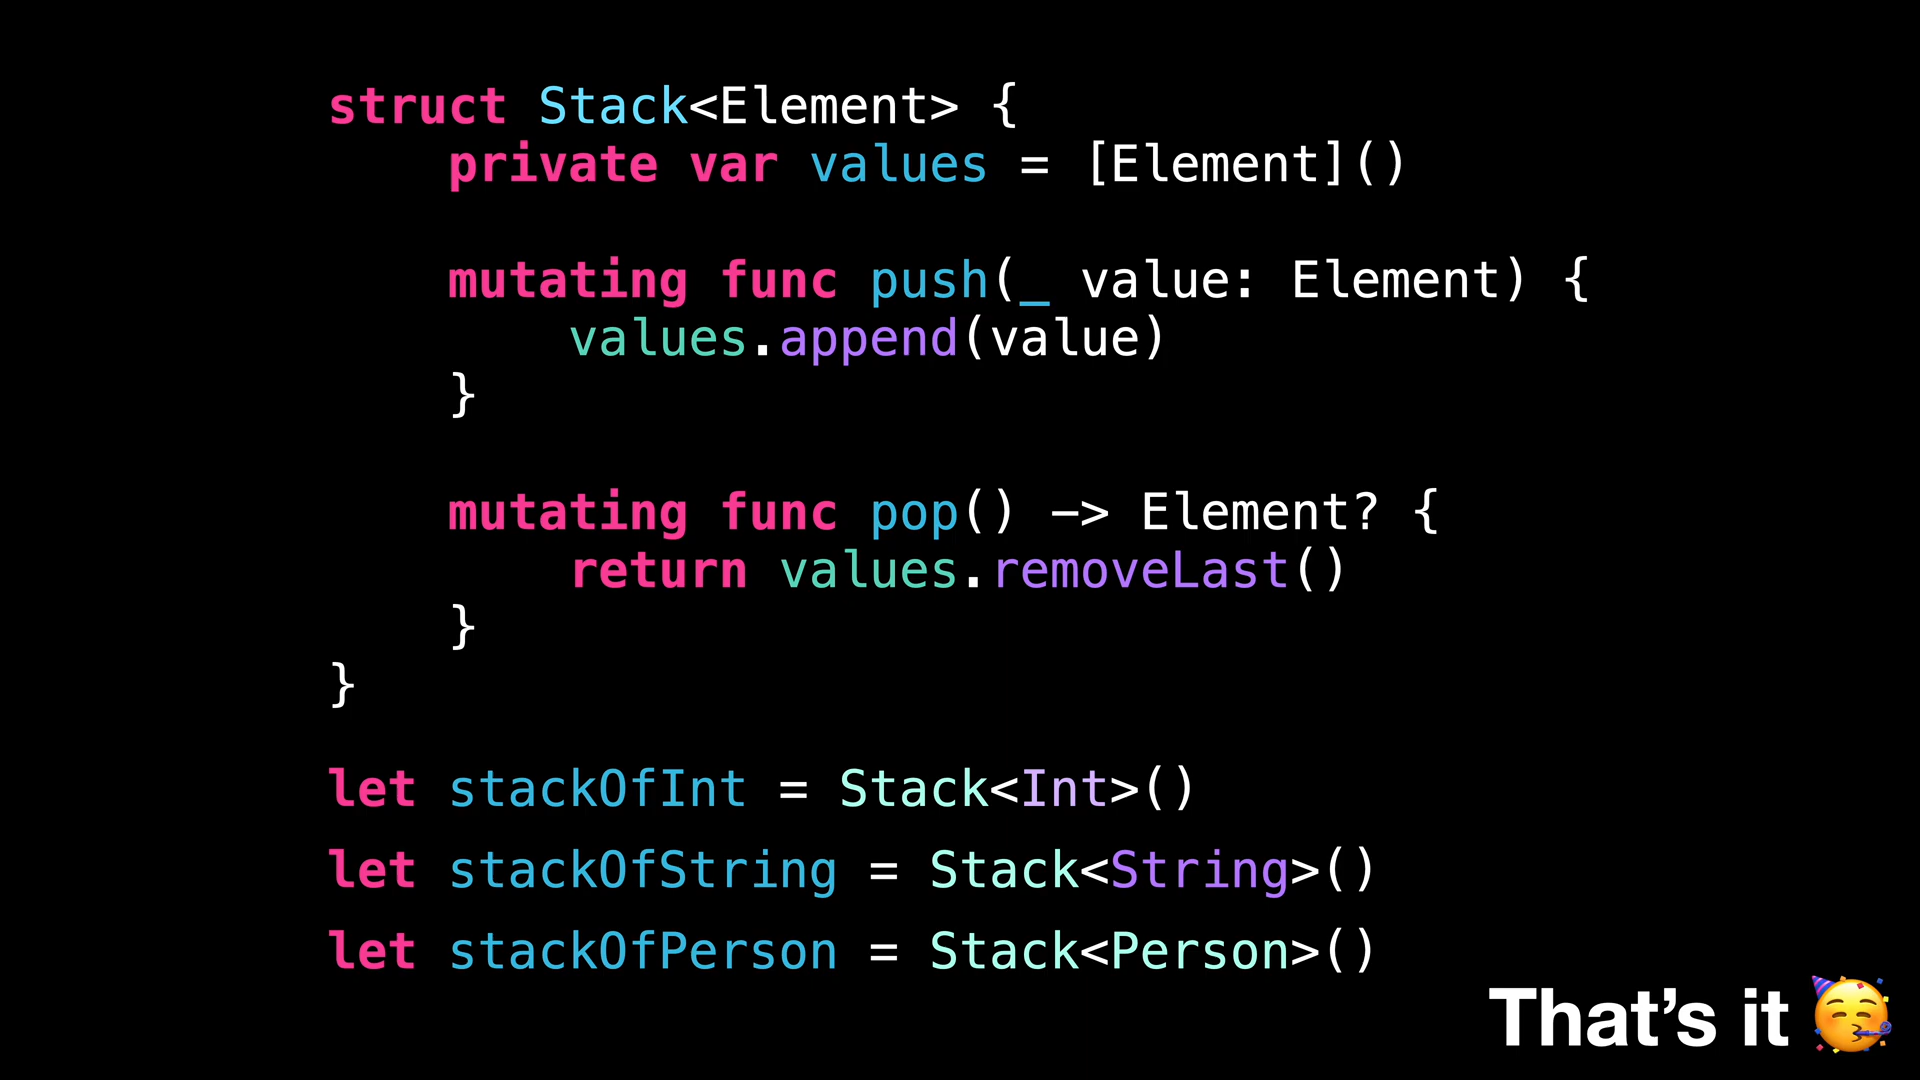 struct Stack<Element> {
    private var values = [Element]()

    mutating func push(_ value: Element) {
        values.append(value)
    }

    mutating func pop() -> Element? {
        return values.removeLast()
    }
}
let stackOfInt = Stack<Int>()
let stackOfString = Stack<String>()
let stackOfPerson = Stack<Person>()
That’s it 🥳